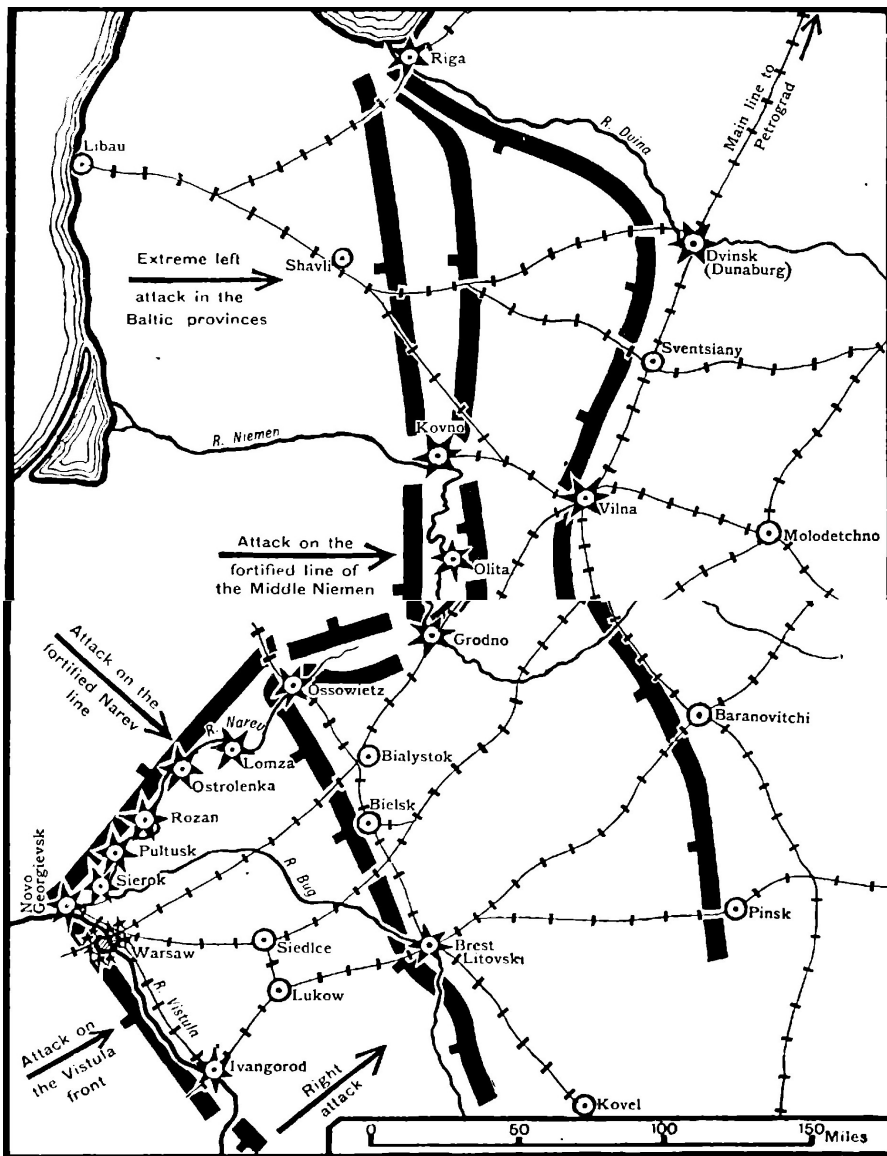 Riga
R. Duina
Main line to
Petrograd
Libau
Shavli
Dvinsk
(Dunaburg)
Extreme left
attack in the
Baltic provinces
Sventsiany
Kovno
R. Niemen
Vilna
Molodetchno
Attack on the
fortified line of
the Middle Niemen
Olita
Grodno
Attack on the
fortified Narev
line
Ossowietz
R. Narev
Lomza
Baranovitchi
Bialystok
Ostrolenka
Rozan
Bielsk
Pultusk
Novo
Georgievsk
Sierok
R. Bug
Pinsk
Warsaw
Siedlce
Brest
Litovski
Lukow
R. Vistula
Attack on
the Vistula
front
Ivangorod
Right
attack
Kovel
0 50 100 150 Miles